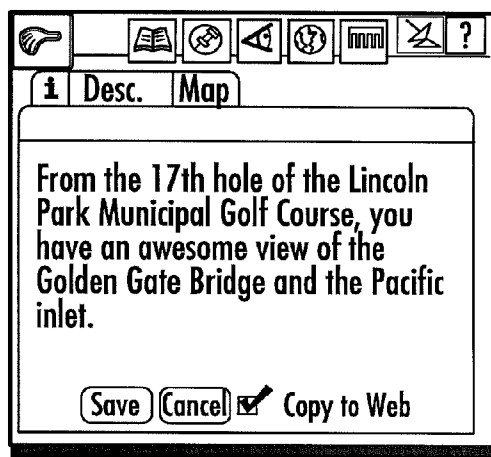 ?
i Desc. Map
From the 17th hole of the Lincoln
Park Municipal Golf Course, you
have an awesome view of the
Golden Gate Bridge and the Pacific
inlet.
Save Cancel Copy to Web